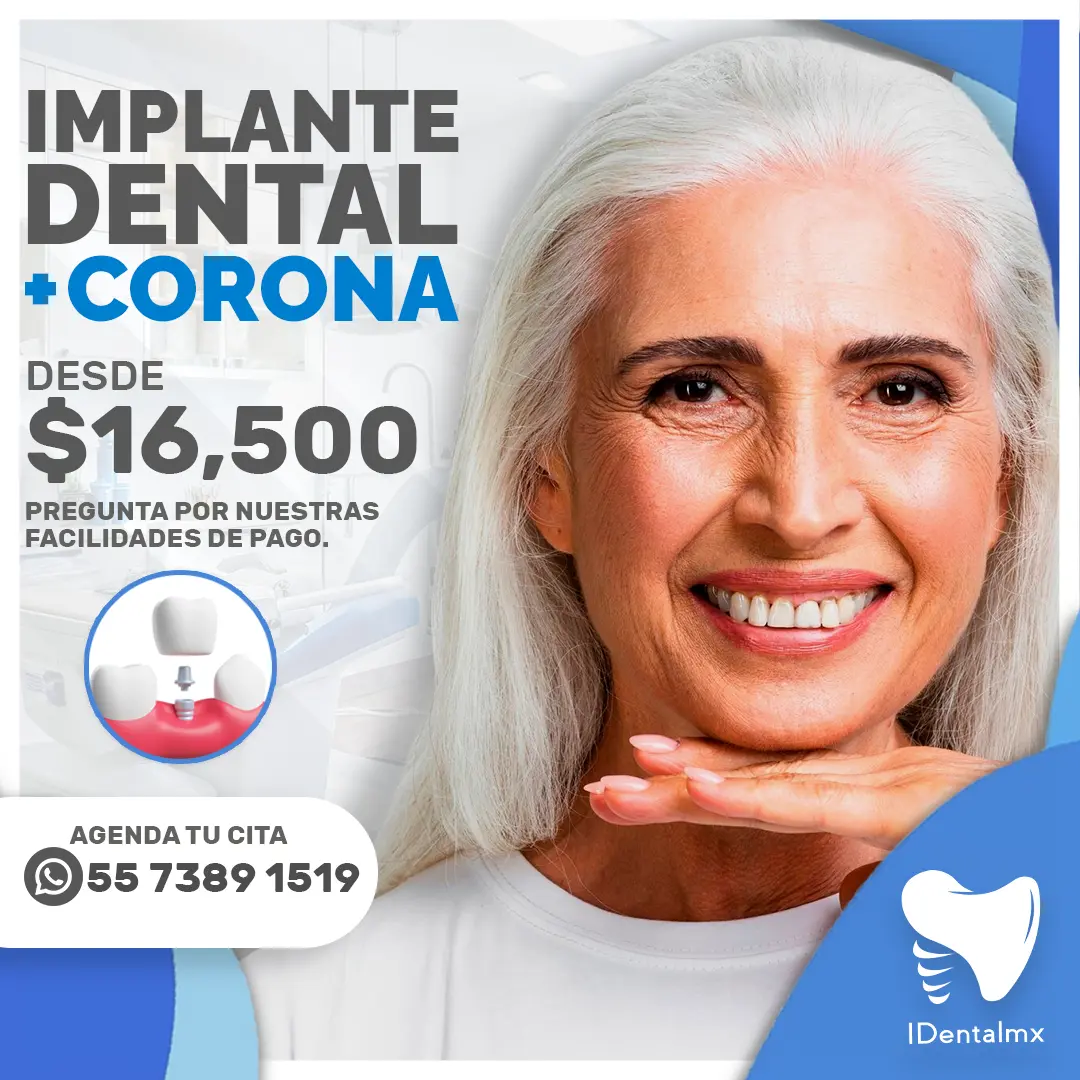 IMPLANTE
DENTAL
+CORONA
DESDE
$16,500
PREGUNTA POR NUESTRAS
FACILIDADES DE PAGO.
AGENDA TU CITA
55 7389 1519
IDentalmx